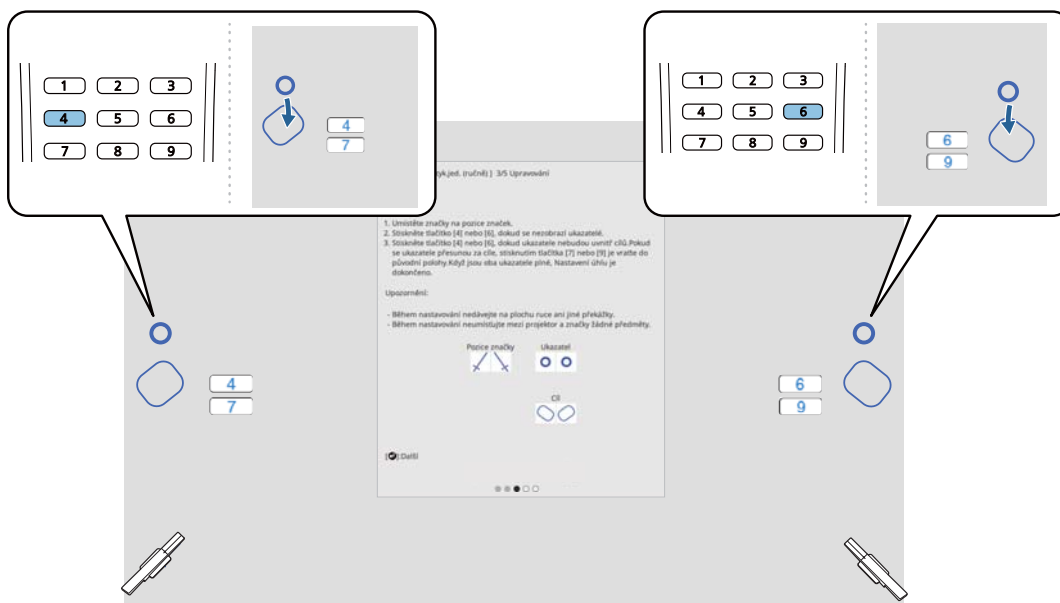 1 2 3
4 5 6
7 8 9
4
7
1 2 3
4 5 6
7 8 9
6
9
jed. (ručně) ] 3/5 Upravování
1. Umístěte značky na pozice značek.
2. Stiskněte tlačítko [4] nebo [6], dokud se nezobrazí ukazatelé.
3. Stiskněte tlačítko [4] nebo [6], dokud ukazatele nebudou uvnitř cílů.Pokud
se ukazatele přesunou za cíle, stisknutím tlačítka [7] nebo [9] je vraťte do
původní polohy.Když jsou oba ukazatele plné, Nastavení úhlu je
dokončeno.
Upozornění:
- Během nastavování nedávejte na plochu ruce ani jiné překážky.
- Během nastavování neumísťujte mezi projektor a značky žádné předměty.
Pozice značky Ukazatel
Cíl
4
7
6
9
[ ] Další